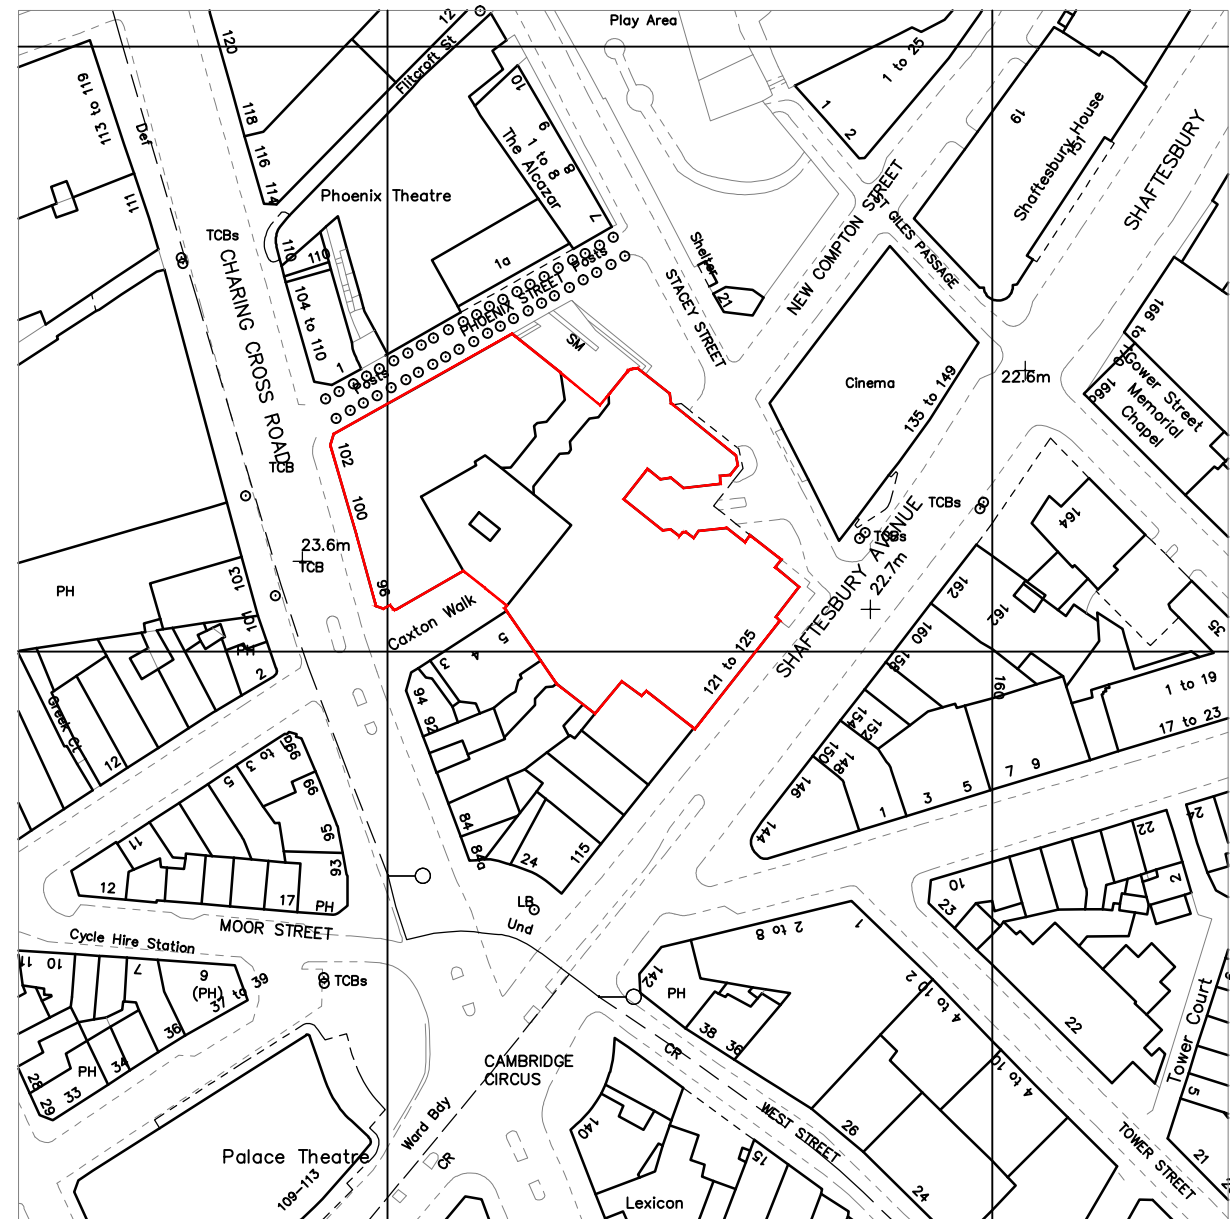 Play Area
12
120
Flitcroft St
1 to 25
113 to 119
118
10
1
2
19
Shaftesbury House
151
SHAFTESBURY
Def
116
9
1 to 8
The Alcazar
8
114
111
Phoenix Theatre
7
NEW COMPTON STREET
ST GILES PASSAGE
TCBs
110
110
1a
Posts
Shelter
21
CHARING CROSS ROAD
104 to 110
PHOENIX STREET
STACEY STREET
166 to
1
Posts
SM
Cinema
22.6m
135 to 149
166b
Gower Street
Memorial
Chapel
102
TCB
100
TCBs
TCBs
164
23.6m
TCB
SHAFTESBURY AVENUE
22.7m
PH
103
96
101
PH
Caxton Walk
162
162
35
160
5
4
3
121 to 125
158
160
1 to 19
2
94
92
154
152
17 to 23
Greek Ct
12
99a
1 to 3
5
150
148
146
7
9
99
5
3
1
95
84
144
24
22
11
93
84a
24
115
12
17
PH
10
2
LB
23
MOOR STREET
Und
2 to 8
1
Cycle Hire Station
11
10
7
6
(PH)
37 to 39
TCBs
142
PH
4 to 10
2
4 to 10
22
Tower Court
36
38
36
CR
4 to 10
PH
34
33
28
29
CAMBRIDGE
CIRCUS
5
Ward Bdy
CR
140
WEST STREET
26
TOWER STREET
Palace Theatre
109-113
15
21
24
Lexicon